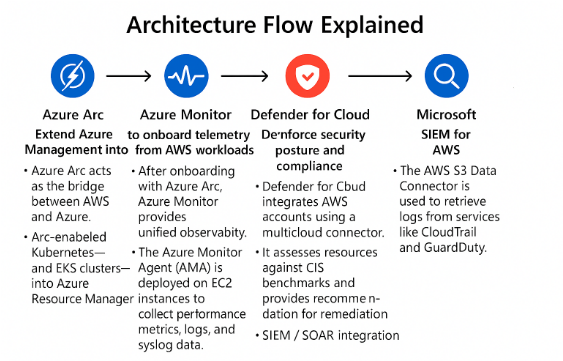 Architecture Flow Explained
Azure Arc
Extend Azure
Management into
• Azure Arc acts
as the bridge
between AWS
and Azure.
• Arc-enabeled
Kubernetes—
and EKS clusters—
into Azure
Resource Manager
Azure Monitor
to onboard telemetry
from AWS workloads
• After onboarding
with Azure Arc,
Azure Monitor
provides
unified observabity.
• The Azure Monitor
Agent (AMA) is
deployed on EC2
instances to
collect performance
metrics, logs, and
syslog data.
Defender for Cloud
De'nforce security
posture and
compliance
• Defender for Cbud
integrates AWS
accounts using a
multicloud connector.
• It assesses resources
against CIS
benchmarks and
provides recomme n-
dation for remediation
• SIEM / SOAR integration
Microsoft
SIEM for
AWS
• The AWS S3 Data
Connector is
used to retrieve
logs from services
like CloudTrail
and GuardDuty.